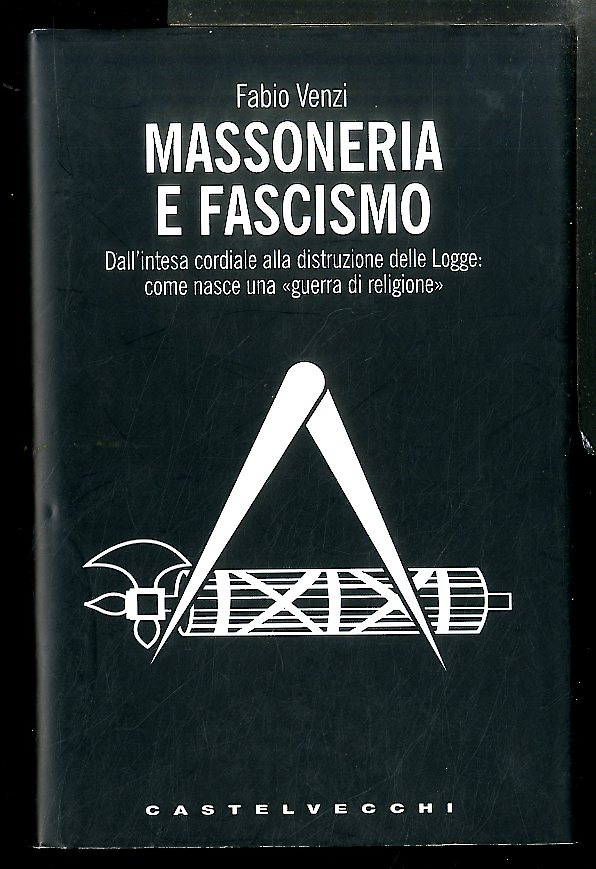 Fabio Venzi
MASSONERIA
E FASCISMO
Dall'intesa cordiale alla distruzione delle Logge:
come nasce una «guerra di religione»
CASTELVECCHI